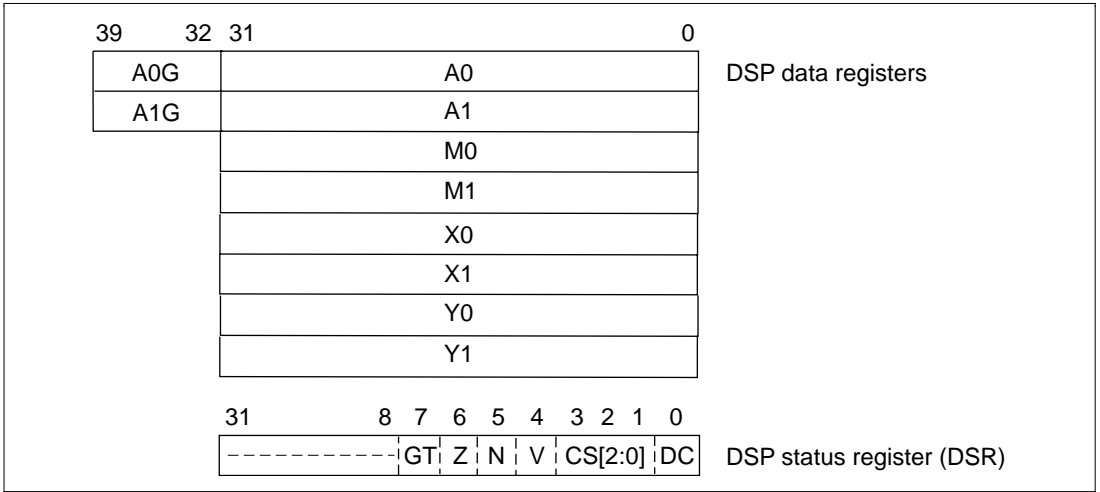 39 32 31 0
A0G A0 DSP data registers
A1G A1
M0
M1
X0
X1
Y0
Y1
31 8 7 6 5 4 3 2 1 0
GT Z N V CS[2:0] DC DSP status register (DSR)